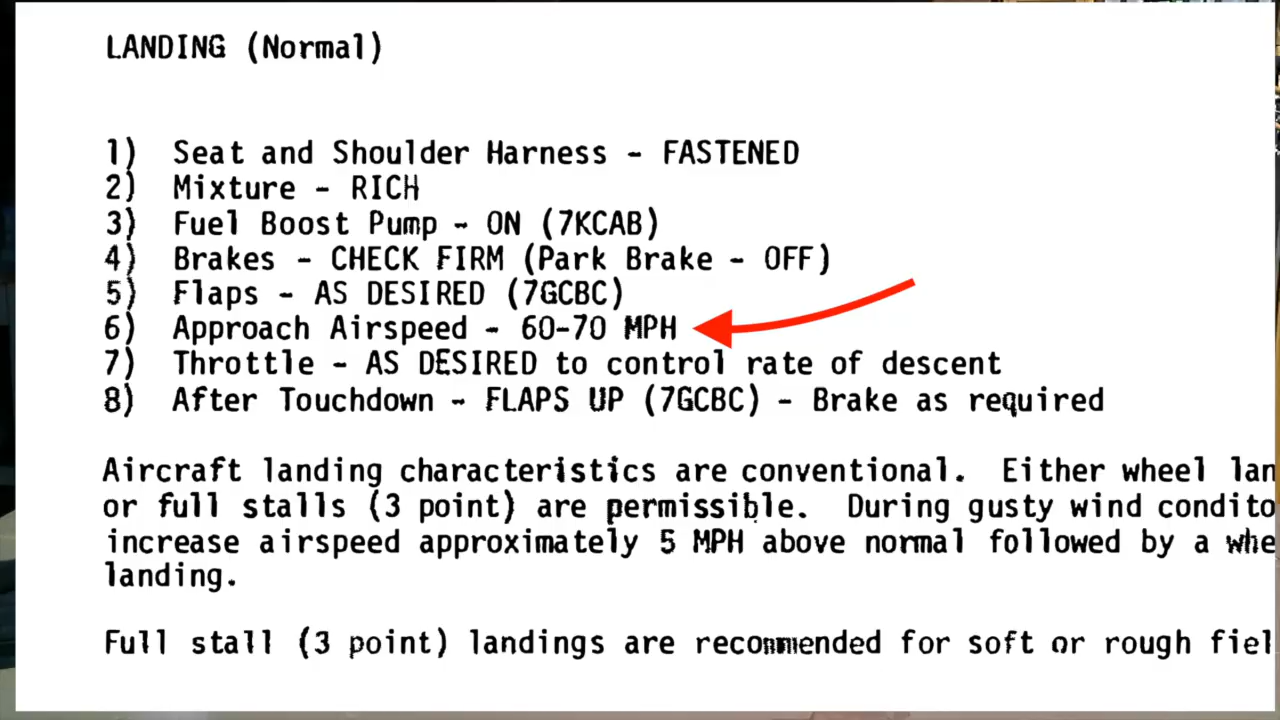 LANDING (Normal)
1) Seat and Shoulder Harness - FASTENED
2) Mixture - RICH
3) Fuel Boost Pump - ON (7KCAB)
4) Brakes - CHECK FIRM (Park Brake - OFF)
5) Flaps - AS DESIRED (7GCBC)
6) Approach Airspeed - 60-70 MPH
7) Throttle - AS DESIRED to control rate of descent
8) After Touchdown - FLAPS UP (7GCBC) - Brake as required
Aircraft landing characteristics are conventional. Either wheel lan
or full stalls (3 point) are permissible. During gusty wind condito
increase airspeed approximately 5 MPH above normal followed by a whe
landing.
Full stall (3 point) landings are recommended for soft or rough fiel